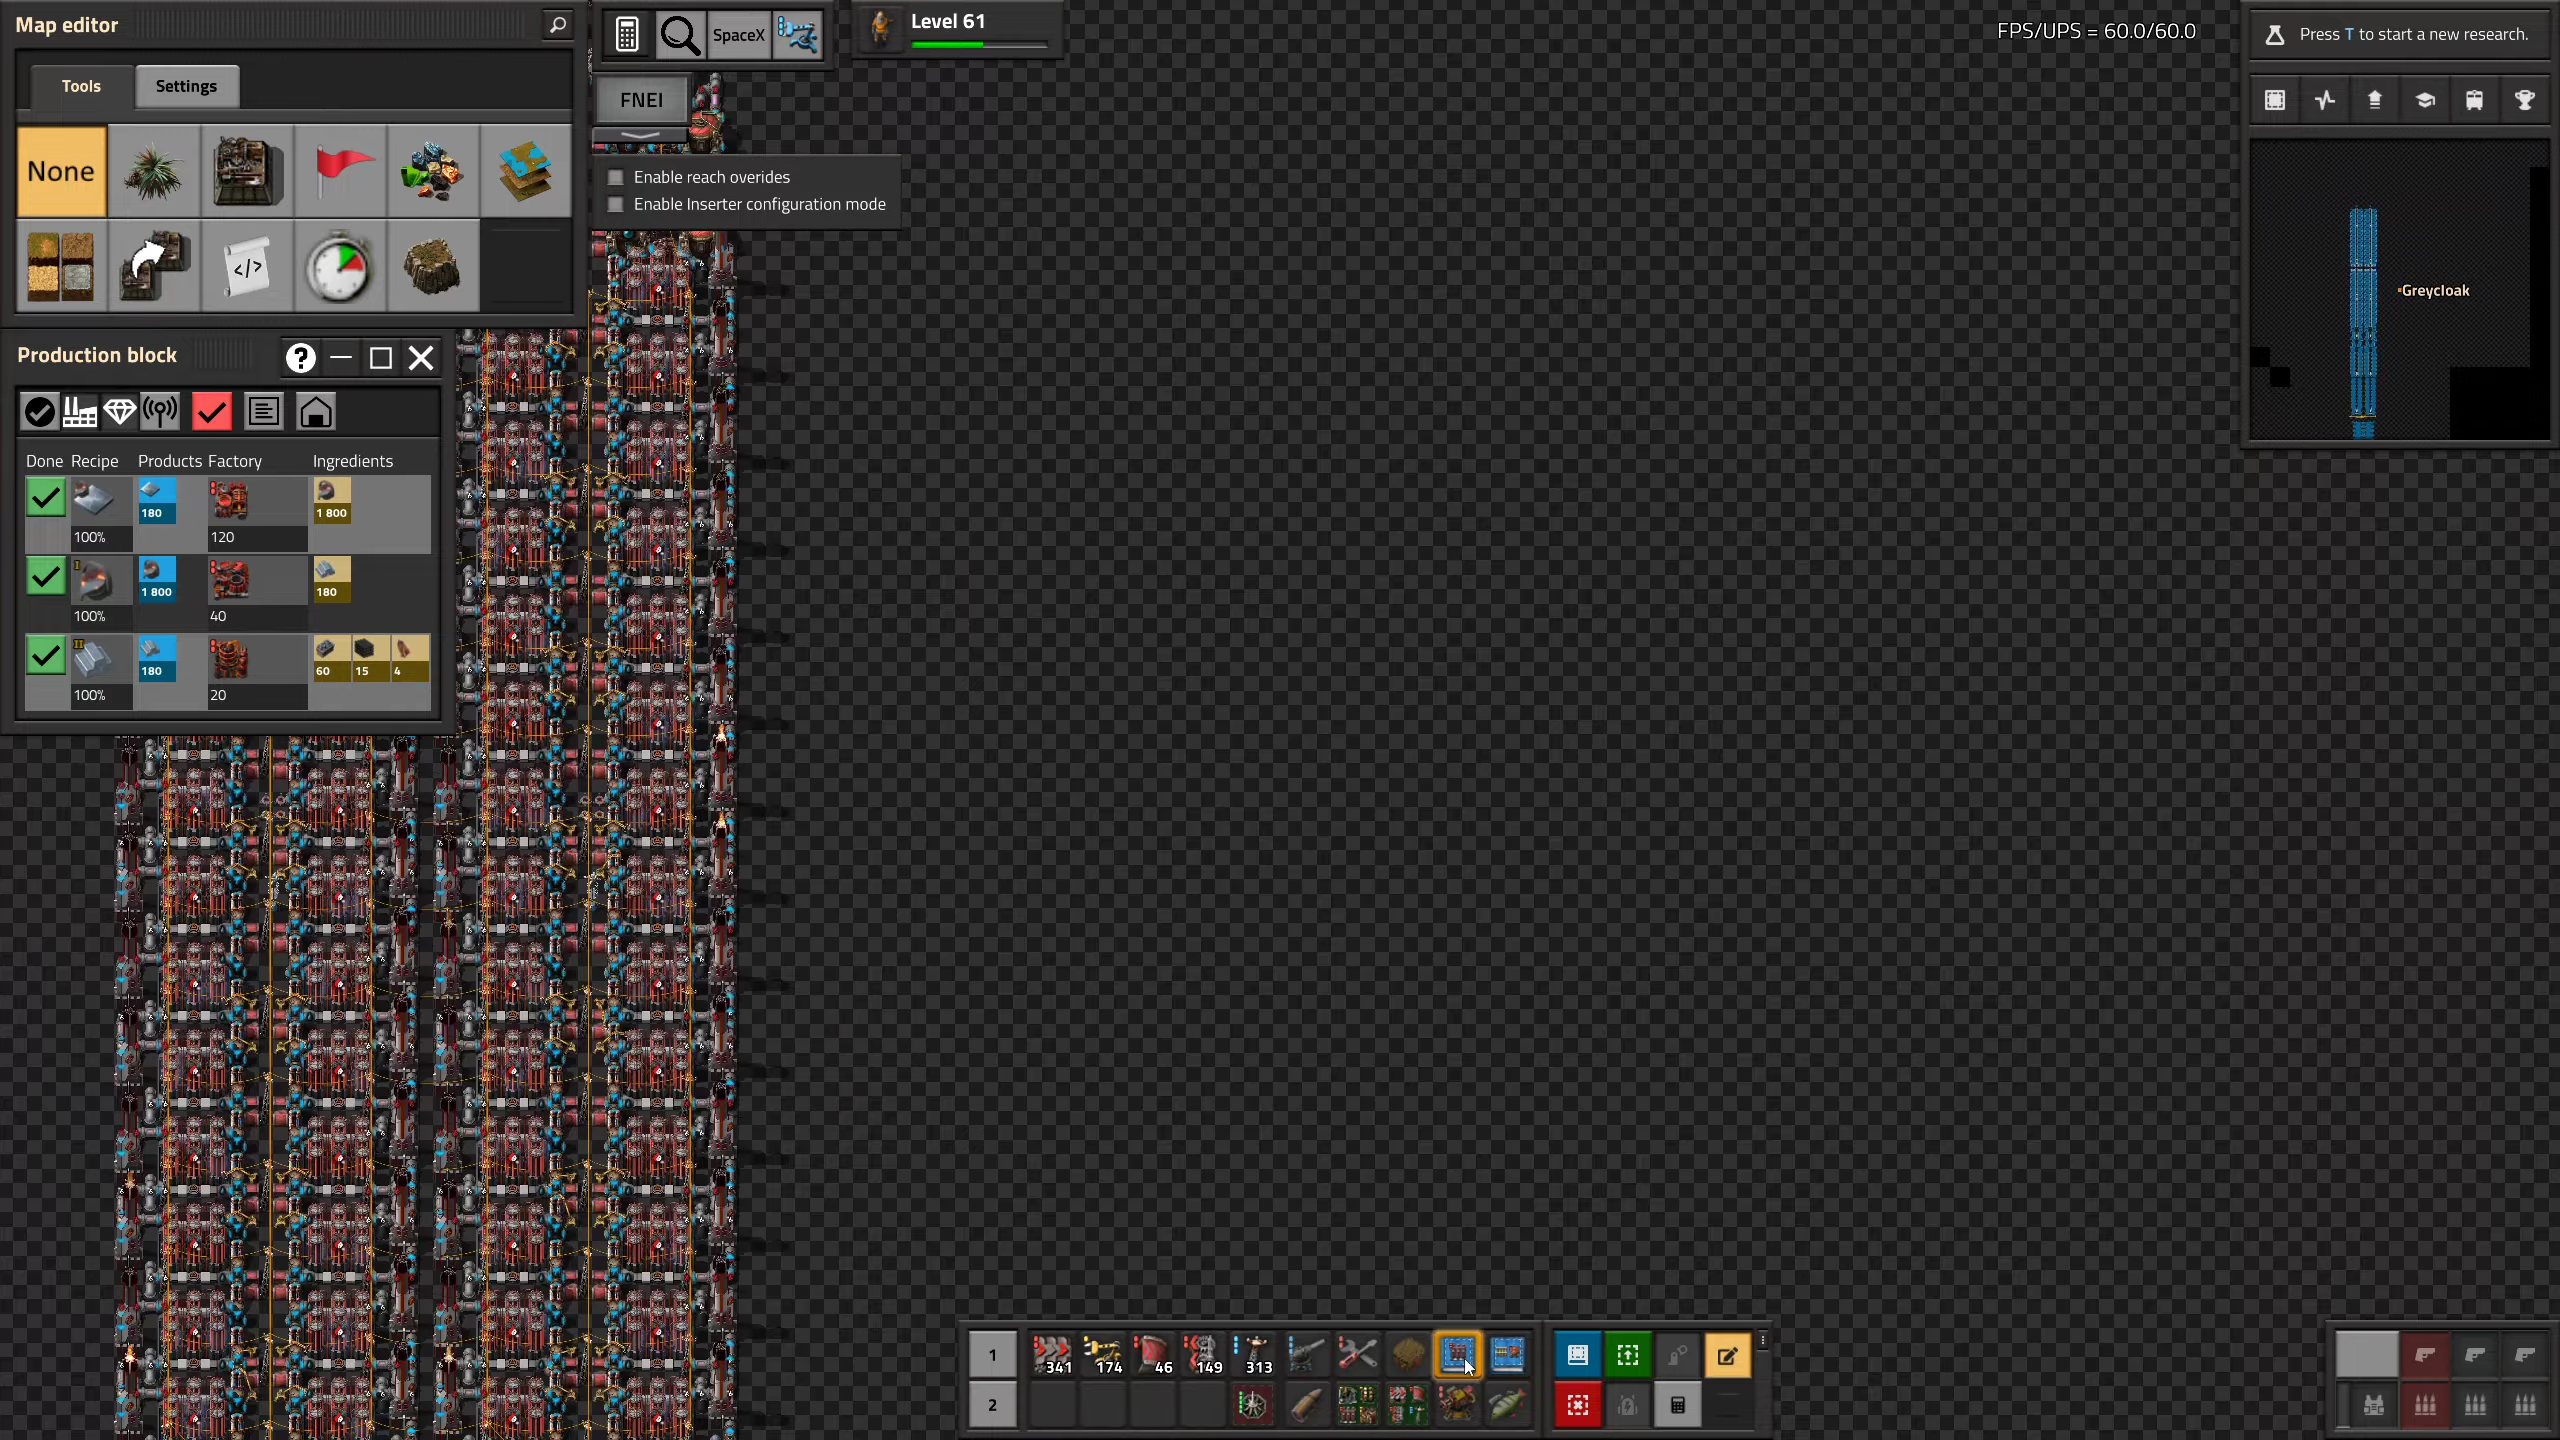 Map editor
Tools
Settings
None
SpaceX
Level 61
FNEI
Enable reach overides
Enable Inserter configuration mode
FPS/UPS = 60.0/60.0
Press T to start a new research.
Greycloak
Production block
Done Recipe Products Factory Ingredients
180 1 800
100% 120
I 1 800 180
100% 40
II 180 60 15 4
100% 20
1 341 174 46 149 313
2